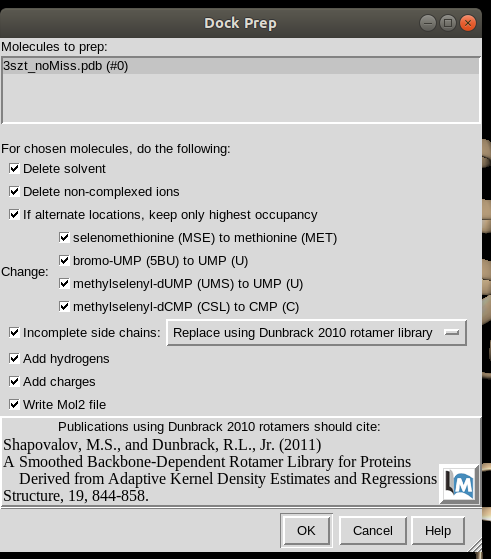 Dock Prep
Molecules to prep:
3szt_noMiss.pdb (#0)
For chosen molecules, do the following:
Delete solvent
Delete non-complexed ions
If alternate locations, keep only highest occupancy
Change:
selenomethionine (MSE) to methionine (MET)
bromo-UMP (5BU) to UMP (U)
methylselenyl-dUMP (UMS) to UMP (U)
methylselenyl-dCMP (CSL) to CMP (C)
Incomplete side chains: Replace using Dunbrack 2010 rotamer library
Add hydrogens
Add charges
Write Mol2 file
Publications using Dunbrack 2010 rotamers should cite:
Shapovalov, M.S., and Dunbrack, R.L., Jr. (2011)
A Smoothed Backbone-Dependent Rotamer Library for Proteins
Derived from Adaptive Kernel Density Estimates and Regressions
Structure, 19, 844-858.
OK Cancel Help